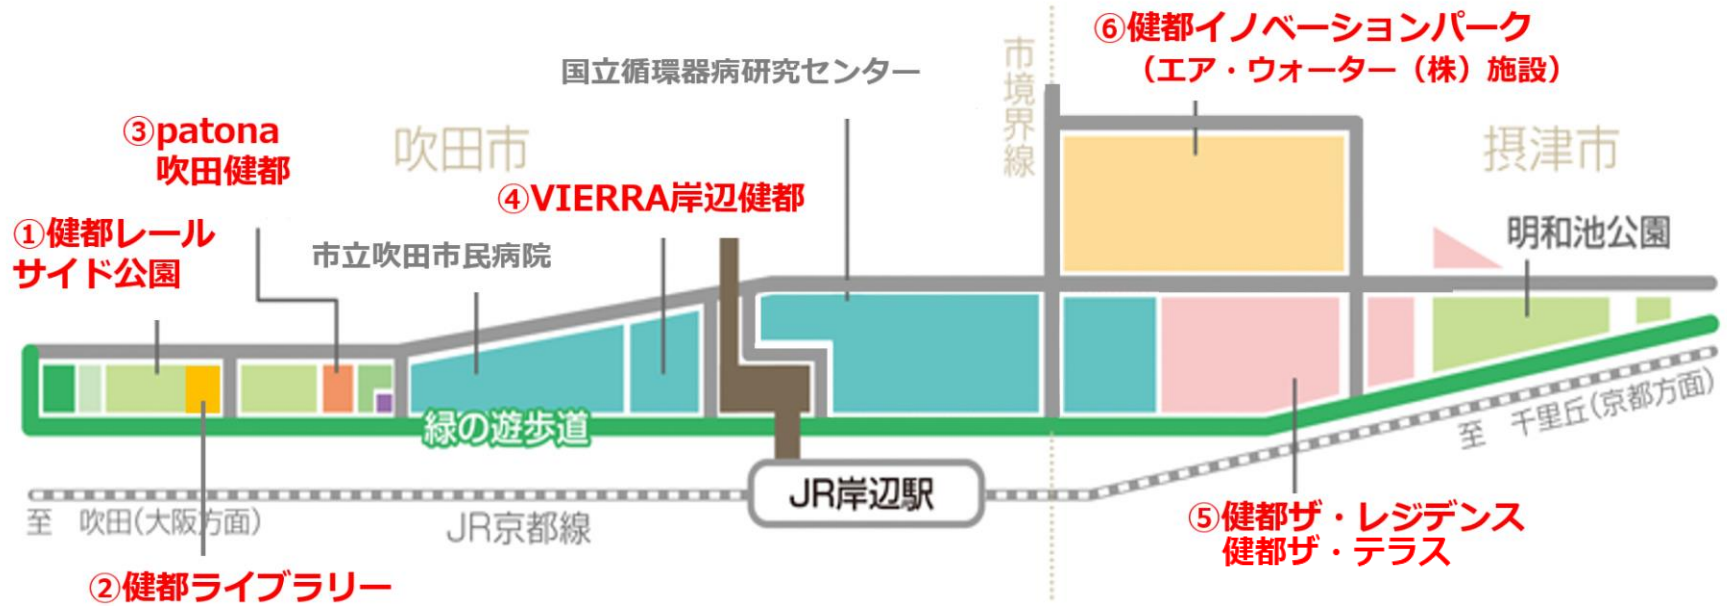 ⑥健都イノベーションパーク
（エア・ウォーター（株）施設）
国立循環器病研究センター
市境界線
③patona
吹田健都
吹田市
摂津市
④VIERRA岸辺健都
①健都レール
サイド公園
市立吹田市民病院
明和池公園
緑の遊歩道
至 千里丘(京都方面)
JR岸辺駅
至 吹田(大阪方面)
JR京都線
⑤健都ザ・レジデンス
健都ザ・テラス
②健都ライブラリー